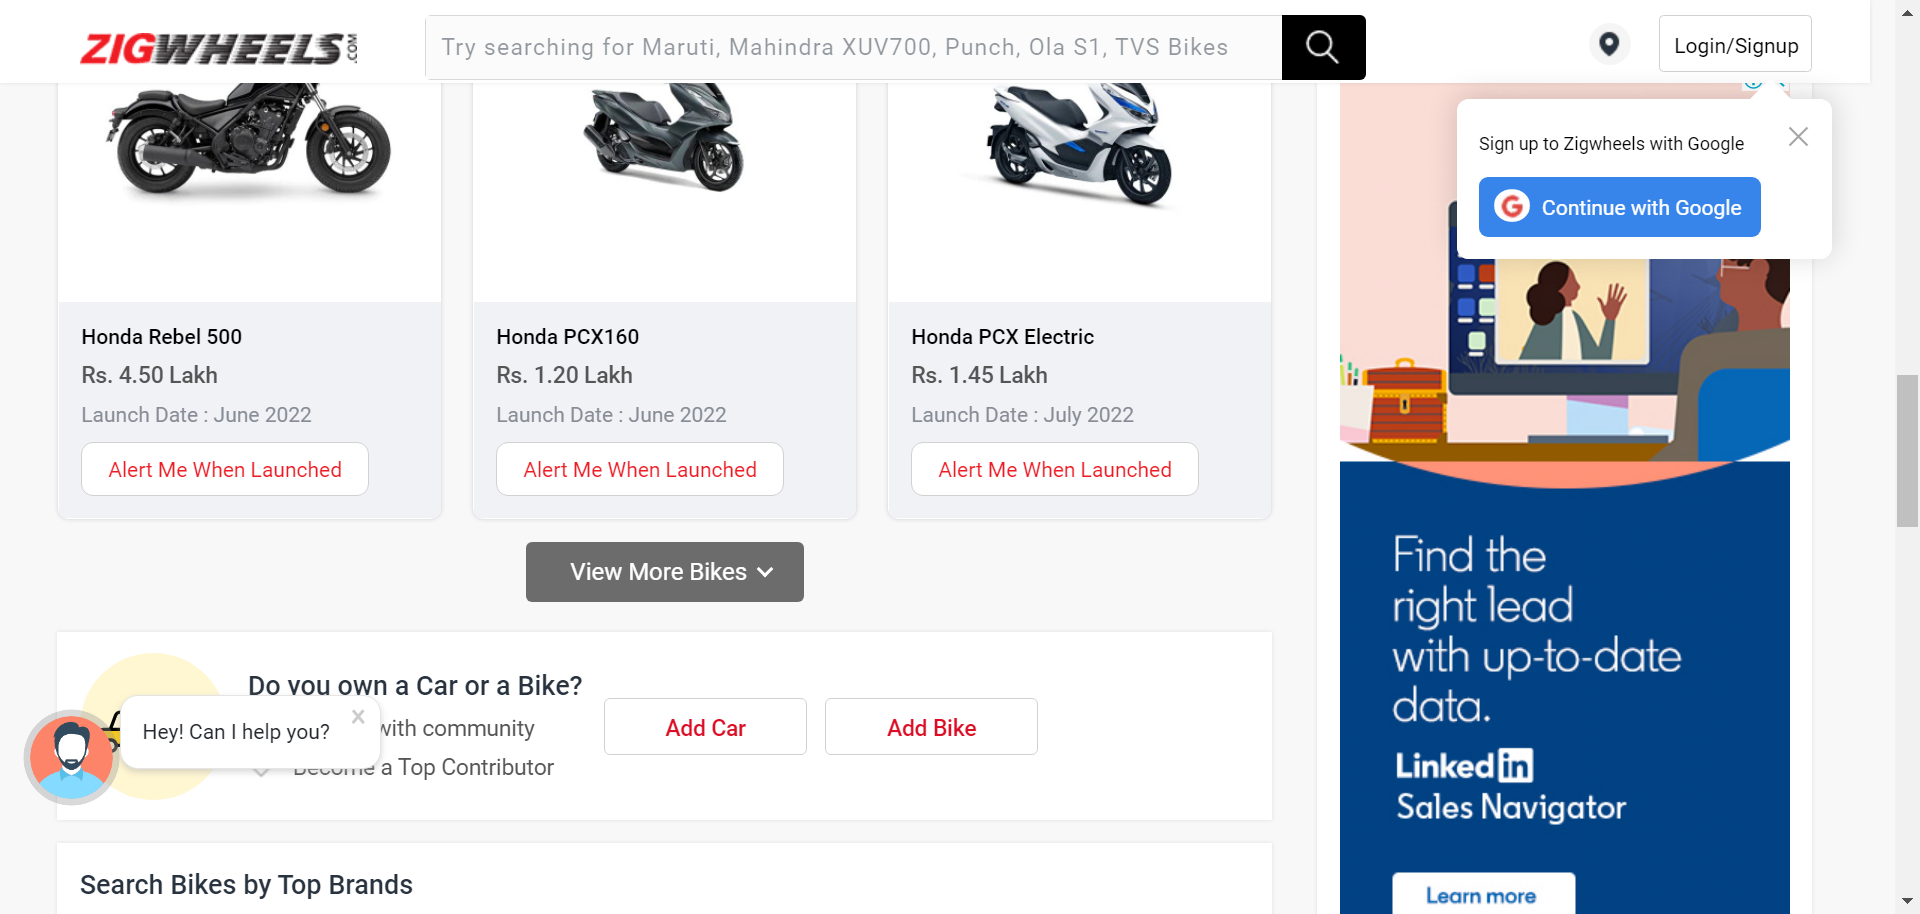 ZIGWHEELS.COM
Try searching for Maruti, Mahindra XUV700, Punch, Ola S1, TVS Bikes
Login/Signup
Sign up to Zigwheels with Google
Continue with Google
Honda Rebel 500
Rs. 4.50 Lakh
Launch Date : June 2022
Alert Me When Launched
Honda PCX160
Rs. 1.20 Lakh
Launch Date : June 2022
Alert Me When Launched
Honda PCX Electric
Rs. 1.45 Lakh
Launch Date : July 2022
Alert Me When Launched
View More Bikes
Do you own a Car or a Bike?
with community
Become a Top Contributor
Hey! Can I help you?
Add Car
Add Bike
Search Bikes by Top Brands
Find the
right lead
with up-to-date
data.
Linked in
Sales Navigator
Learn more